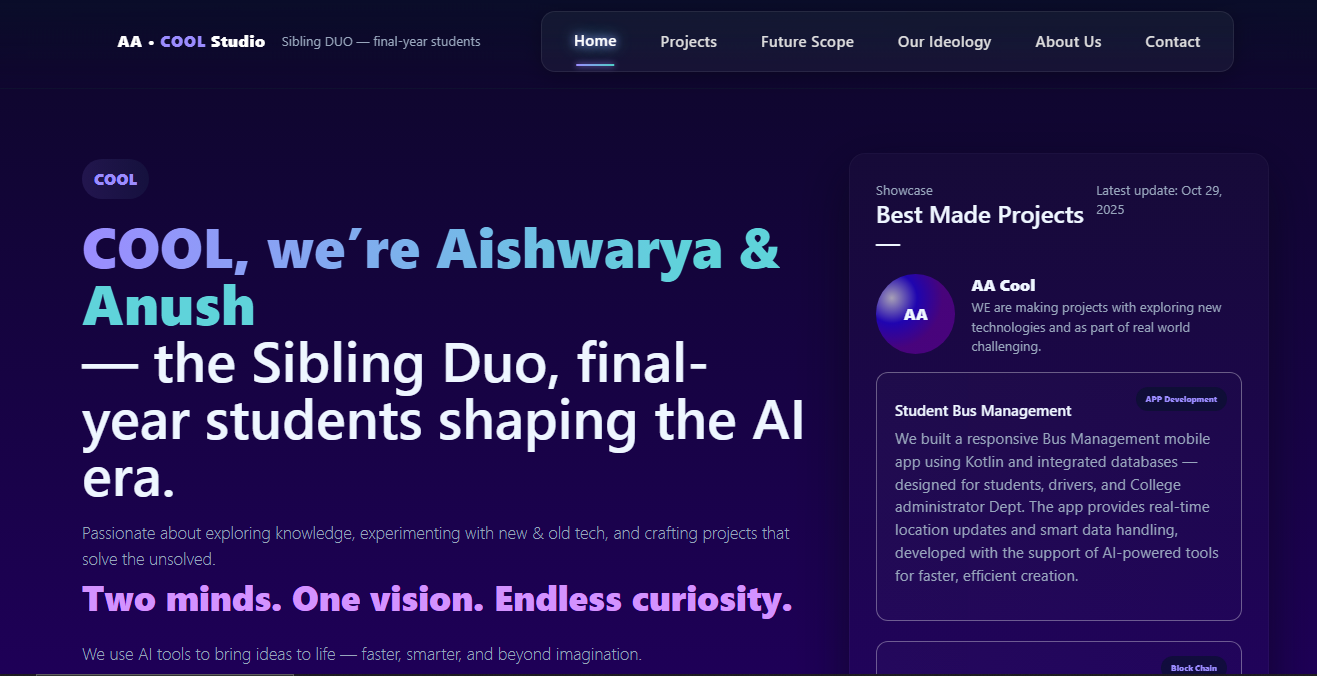 AA • COOL Studio Sibling DUO — final-year students
Home Projects Future Scope Our Ideology About Us Contact
COOL
COOL, we’re Aishwarya &
Anush
— the Sibling Duo, final-
year students shaping the AI
era.
Passionate about exploring knowledge, experimenting with new & old tech, and crafting projects that
solve the unsolved.
Two minds. One vision. Endless curiosity.
We use AI tools to bring ideas to life — faster, smarter, and beyond imagination.
Showcase
Best Made Projects
Latest update: Oct 29,
2025
AA
AA Cool
WE are making projects with exploring new
technologies and as part of real world
challenging.
APP Development
Student Bus Management
We built a responsive Bus Management mobile
app using Kotlin and integrated databases —
designed for students, drivers, and College
administrator Dept. The app provides real-time
location updates and smart data handling,
developed with the support of AI-powered tools
for faster, efficient creation.
Block Chain